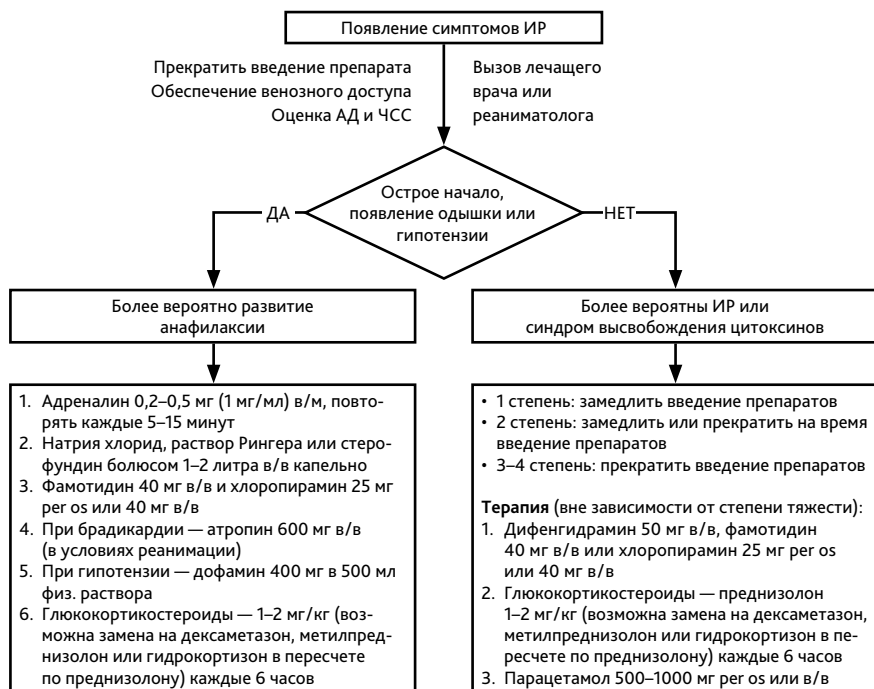 Появление симптомов ИР
Прекратить введение препарата
Обеспечение венозного доступа
Оценка АД и ЧСС
Вызов лечащего
врача или
реаниматолога
Острое начало,
появление одышки или
гипотензии
ДА
НЕТ
Более вероятно развитие
анафилаксии
1. Адреналин 0,2–0,5 мг (1 мг/мл) в/м, повто-
рять каждые 5–15 минут
2. Натрия хлорид, раствор Рингера или стеро-
фундин болюсом 1–2 литра в/в капельно
3. Фамотидин 40 мг в/в и хлоропирамин 25 мг
per os или 40 мг в/в
4. При брадикардии — атропин 600 мг в/в
(в условиях реанимации)
5. При гипотензии — дофамин 400 мг в 500 мл
физ. раствора
6. Глюкокортикостероиды — 1–2 мг/кг (воз-
можна замена на дексаметазон, метилпред-
низолон или гидрокортизон в пересчете
по преднизолону) каждые 6 часов
Более вероятны ИР или
синдром высвобождения цитоксинов
• 1 степень: замедлить введение препаратов
• 2 степень: замедлить или прекратить на время
введение препаратов
• 3–4 степень: прекратить введение препаратов
Терапия (вне зависимости от степени тяжести):
1. Дифенгидрамин 50 мг в/в, фамотидин
40 мг в/в или хлоропирамин 25 мг per os
или 40 мг в/в
2. Глюкокортикостероиды — преднизолон
1–2 мг/кг (возможна замена на дексаметазон,
метилпреднизолон или гидрокортизон в пе-
ресчете по преднизолону) каждые 6 часов
3. Парацетамол 500–1000 мг per os или в/в